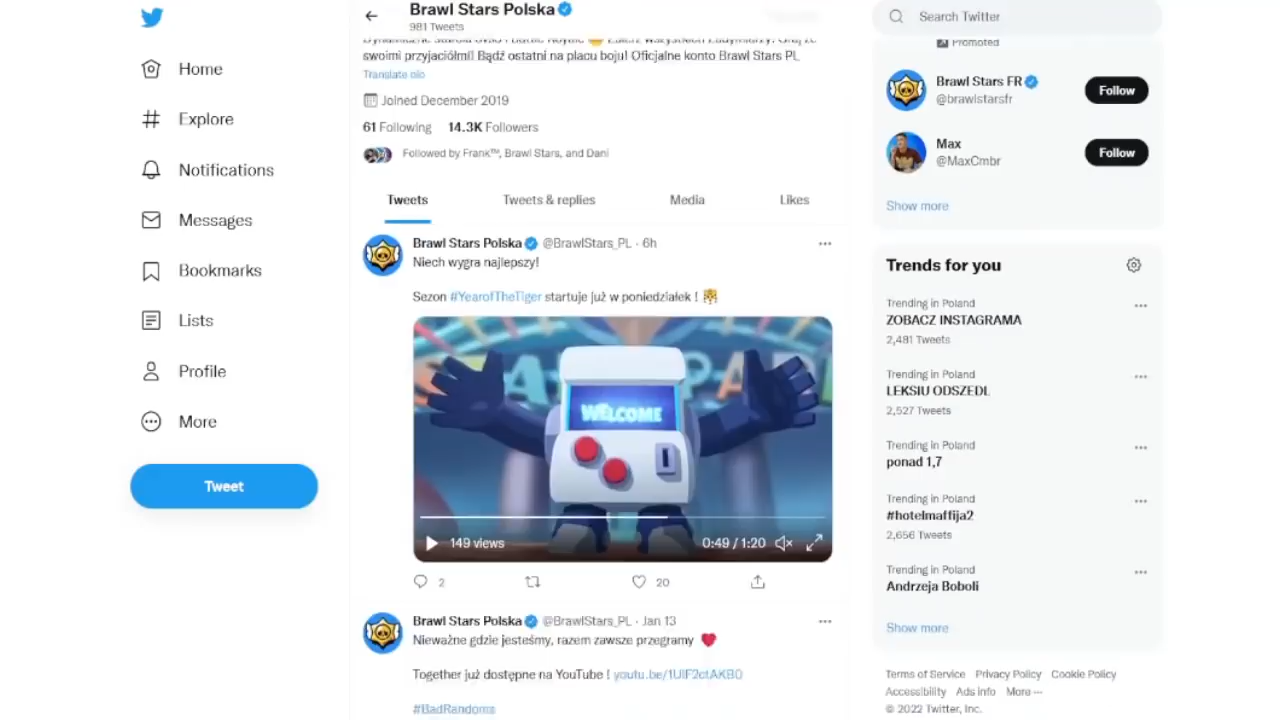 Home
Explore
Notifications
Messages
Bookmarks
Lists
Profile
More
Tweet
Brawl Stars Polska
981 Tweets
swoimi przyjaciółmi! Bądź ostatni na placu boju! Oficjalne konto Brawl Stars PL
Translate bio
Joined December 2019
61 Following 14.3K Followers
Followed by Frank™, Brawl Stars, and Dani
Tweets Tweets & replies Media Likes
Brawl Stars Polska @BrawlStars_PL · 6h
Niech wygra najlepszy!
Sezon #YearofTheTiger startuje już w poniedziałek ! 🐯
WELCOME
149 views 0:49 / 1:20
2 20
Brawl Stars Polska @BrawlStars_PL · Jan 13
Nieważne gdzie jesteśmy, razem zawsze przegramy ❤️
Together już dostępne na YouTube !
#BadRandoms
Search Twitter
Promoted
Brawl Stars FR
@brawlstarsfr
Follow
Max
@MaxCmbr
Follow
Show more
Trends for you
Trending in Poland
ZOBACZ INSTAGRAMA
2,481 Tweets
Trending in Poland
LEKSIU ODSZEDL
2,527 Tweets
Trending in Poland
ponad 1,7
Trending in Poland
#hotelmaffija2
2,656 Tweets
Trending in Poland
Andrzeja Boboli
Show more
Terms of Service Privacy Policy Cookie Policy
Accessibility Ads info More ···
© 2022 Twitter, Inc.